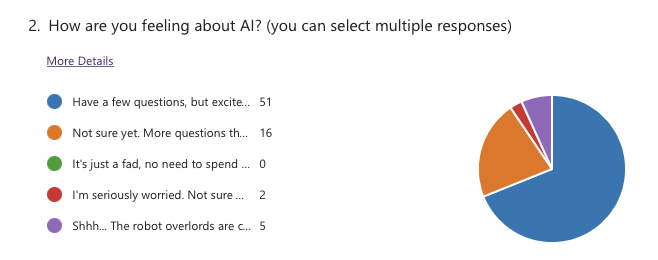 2. How are you feeling about AI? (you can select multiple responses)
More Details
Have a few questions, but excite... 51
Not sure yet. More questions th... 16
It's just a fad, no need to spend ... 0
I'm seriously worried. Not sure ... 2
Shhh... The robot overlords are c... 5